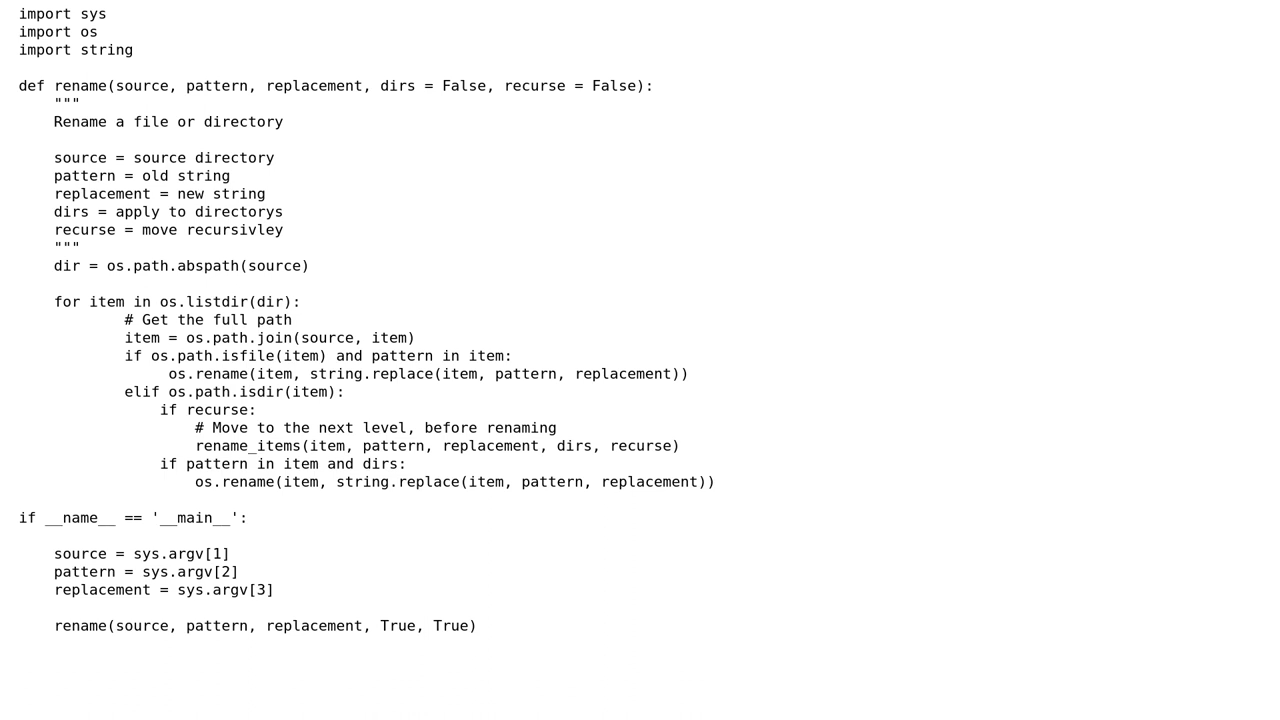 import sys
import os
import string

def rename(source, pattern, replacement, dirs = False, recurse = False):
    """
    Rename a file or directory

    source = source directory
    pattern = old string
    replacement = new string
    dirs = apply to directorys
    recurse = move recursivley
    """
    dir = os.path.abspath(source)

    for item in os.listdir(dir):
            # Get the full path
            item = os.path.join(source, item)
            if os.path.isfile(item) and pattern in item:
                 os.rename(item, string.replace(item, pattern, replacement))
            elif os.path.isdir(item):
                if recurse:
                    # Move to the next level, before renaming
                    rename_items(item, pattern, replacement, dirs, recurse)
                if pattern in item and dirs:
                    os.rename(item, string.replace(item, pattern, replacement))

if __name__ == '__main__':

    source = sys.argv[1]
    pattern = sys.argv[2]
    replacement = sys.argv[3]

    rename(source, pattern, replacement, True, True)